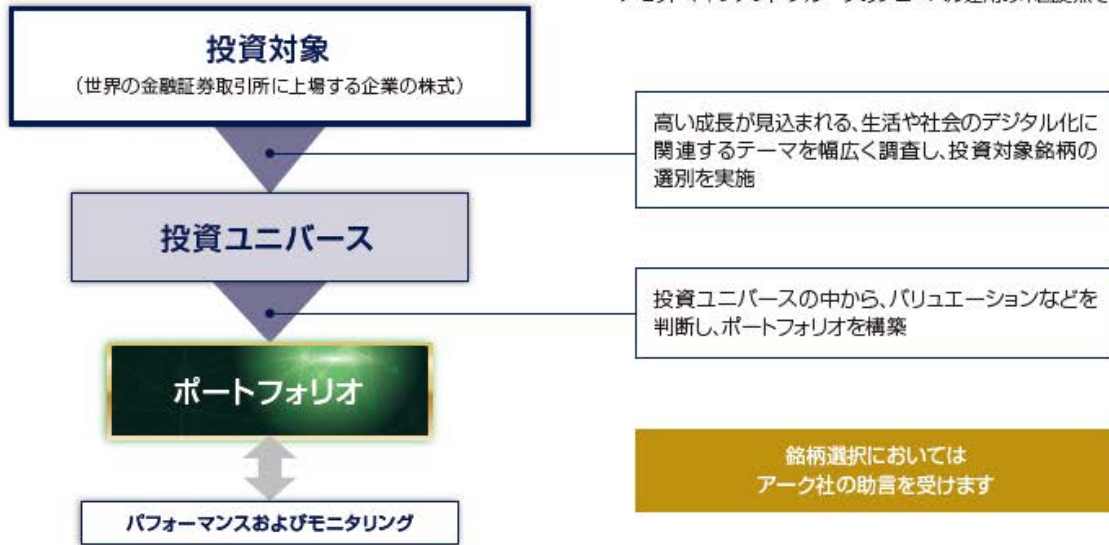 投資対象
(世界の金融証券取引所に上場する企業の株式)
高い成長が見込まれる、生活や社会のデジタル化に
関連するテーマを幅広く調査し、投資対象銘柄の
選別を実施
投資ユニバース
投資ユニバースの中から、バリュエーションなどを
判断し、ポートフォリオを構築
ポートフォリオ
銘柄選択においては
アーク社の助言を受けます
パフォーマンスおよびモニタリング